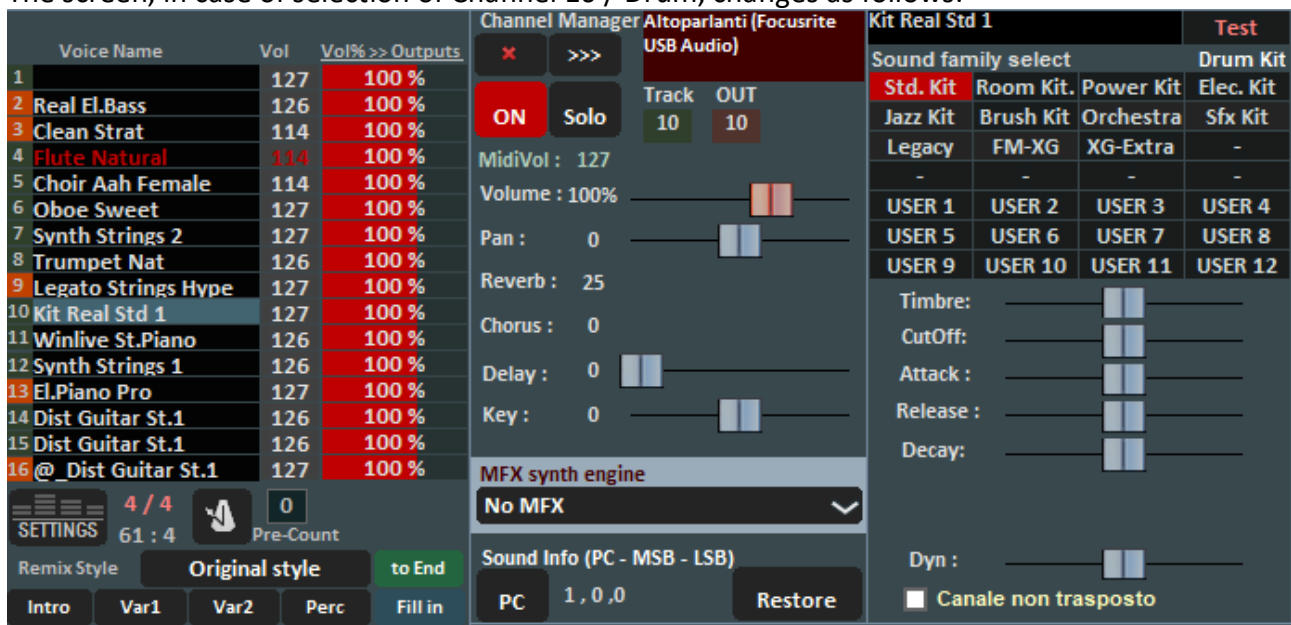 The screen, in case of selection of Channel 10 / Drum, changes as follows:
Voice Name Vol Vol% >> Outputs
1 127 100 %
2 Real El.Bass 126 100 %
3 Clean Strat 114 100 %
4 Flute Natural 114 100 %
5 Choir Aah Female 114 100 %
6 Oboe Sweet 127 100 %
7 Synth Strings 2 127 100 %
8 Trumpet Nat 126 100 %
9 Legato Strings Hype 127 100 %
10 Kit Real Std 1 127 100 %
11 Winlive St.Piano 126 100 %
12 Synth Strings 1 126 100 %
13 El.Piano Pro 127 100 %
14 Dist Guitar St.1 126 100 %
15 Dist Guitar St.1 126 100 %
16 @_Dist Guitar St.1 127 100 %
SETTINGS 4 / 4 0
61 : 4 Pre-Count
Remix Style Original style to End
Intro Var1 Var2 Perc Fill in
Channel Manager Altoparlanti (Focusrite
USB Audio)
>>>
Track OUT
ON Solo 10 10
MidiVol : 127
Volume : 100%
Pan : 0
Reverb : 25
Chorus : 0
Delay : 0
Key : 0
MFX synth engine
No MFX
Sound Info (PC - MSB - LSB)
PC 1 , 0 ,0 Restore
Kit Real Std 1 Test
Sound family select Drum Kit
Std. Kit Room Kit. Power Kit Elec. Kit
Jazz Kit Brush Kit Orchestra Sfx Kit
Legacy FM-XG XG-Extra -
- - - -
USER 1 USER 2 USER 3 USER 4
USER 5 USER 6 USER 7 USER 8
USER 9 USER 10 USER 11 USER 12
Timbre:
CutOff:
Attack :
Release :
Decay:
Dyn :
Canale non trasposto